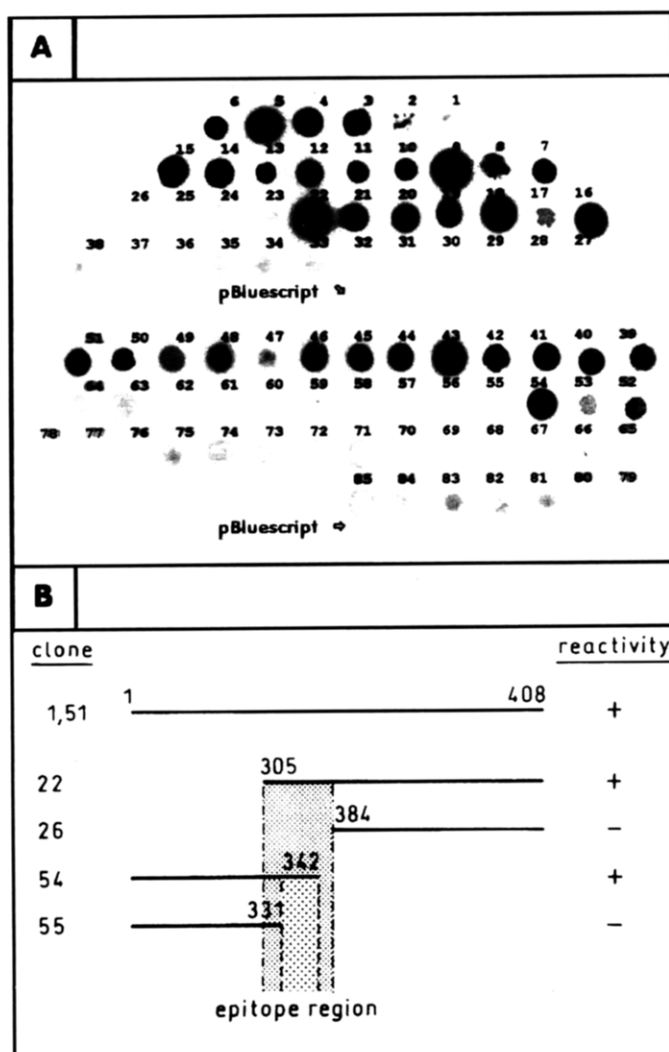 A
6 5 4 3 2 1
15 14 13 12 11 10 9 8 7
26 25 24 23 22 21 20 19 18 17 16
38 37 36 35 34 33 32 31 30 29 28 27
pBluescript
51 50 49 48 47 46 45 44 43 42 41 40 39
64 63 62 61 60 59 58 57 56 55 54 53 52
78 77 76 75 74 73 72 71 70 69 68 67 66 65
85 84 83 82 81 80 79
pBluescript ⇨
B
clone reactivity
1 408
1,51 +
305
22 +
384
26 −
342
54 +
331
55 −
epitope region